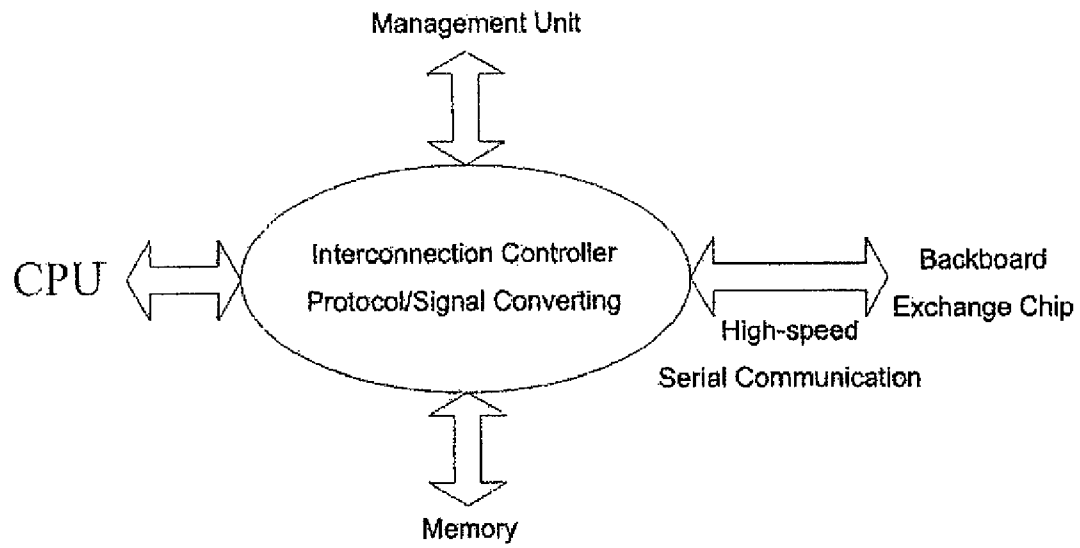 Management Unit
CPU
Interconnection Controller
Protocol/Signal Converting
Backboard
Exchange Chip
High-speed
Serial Communication
Memory